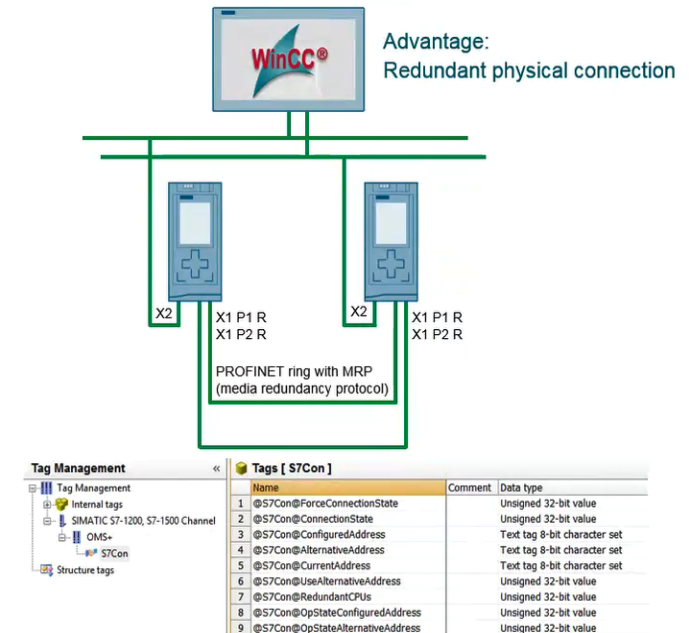 WinCC®
Advantage:
Redundant physical connection
X2
X1 P1 R
X1 P2 R
X2
X1 P1 R
X1 P2 R
PROFINET ring with MRP
(media redundancy protocol)
Tag Management «
Tag Management
Internal tags
SIMATIC S7-1200, S7-1500 Channel
OMS+
S7Con
Structure tags
Tags [ S7Con ]
Name Comment Data type
1 @S7Con@ForceConnectionState Unsigned 32-bit value
2 @S7Con@ConnectionState Unsigned 32-bit value
3 @S7Con@ConfiguredAddress Text tag 8-bit character set
4 @S7Con@AlternativeAddress Text tag 8-bit character set
5 @S7Con@CurrentAddress Text tag 8-bit character set
6 @S7Con@UseAlternativeAddress Unsigned 32-bit value
7 @S7Con@RedundantCPUs Unsigned 32-bit value
8 @S7Con@OpStateConfiguredAddress Unsigned 32-bit value
9 @S7Con@OpStateAlternativeAddress Unsigned 32-bit value